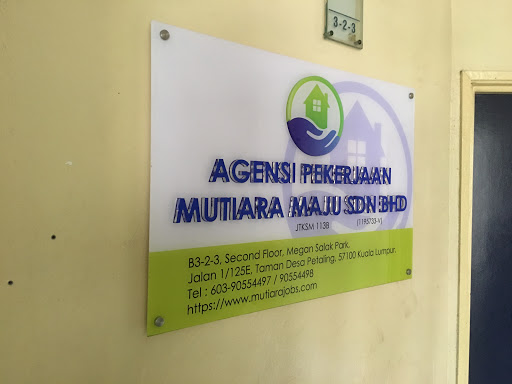 3-2-3
AGENSI PEKERJAAN
MUTIARA MAJU SDN BHD
JTKSM 1138 (1195733-V)
B3-2-3, Second Floor, Megan Salak Park,
Jalan 1/125E, Taman Desa Petaling, 57100 Kuala Lumpur.
Tel : 603-90554497 / 90554498
https://www.mutiarajobs.com